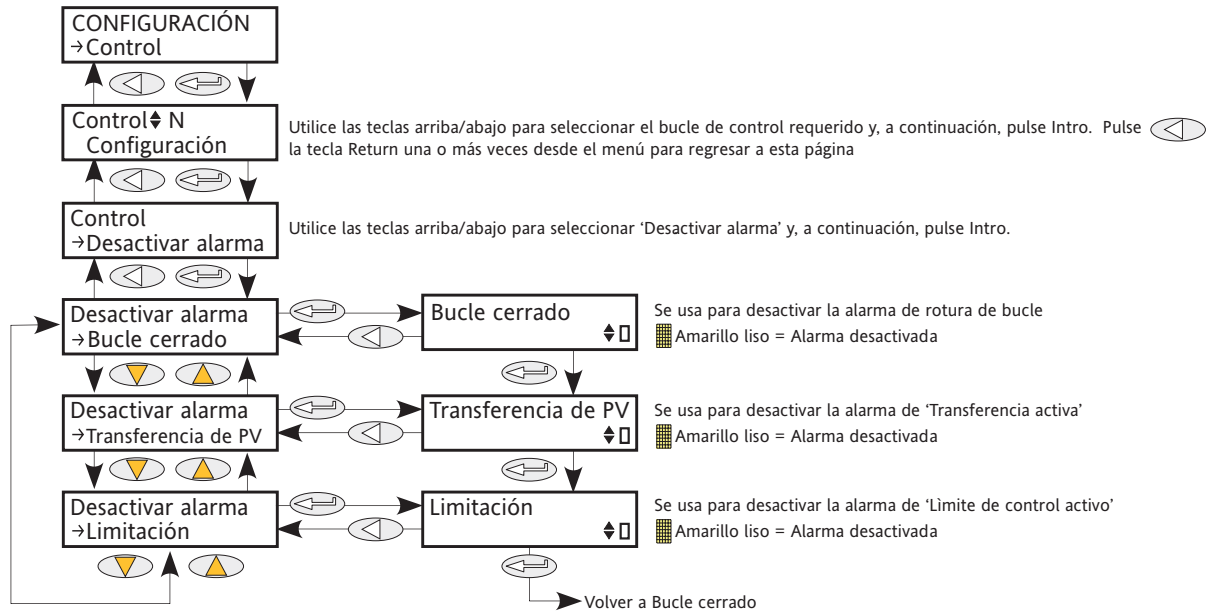 CONFIGURACIÓN
→Control
Control N
Configuración
Utilice las teclas arriba/abajo para seleccionar el bucle de control requerido y, a continuación, pulse Intro. Pulse
la tecla Return una o más veces desde el menú para regresar a esta página
Control
→Desactivar alarma
Utilice las teclas arriba/abajo para seleccionar ‘Desactivar alarma’ y, a continuación, pulse Intro.
Desactivar alarma
→Bucle cerrado
Bucle cerrado
Se usa para desactivar la alarma de rotura de bucle
Amarillo liso = Alarma desactivada
Desactivar alarma
→Transferencia de PV
Transferencia de PV
Se usa para desactivar la alarma de ‘Transferencia activa’
Amarillo liso = Alarma desactivada
Desactivar alarma
→Limitación
Limitación
Se usa para desactivar la alarma de ‘Lìmite de control activo’
Amarillo liso = Alarma desactivada
Volver a Bucle cerrado